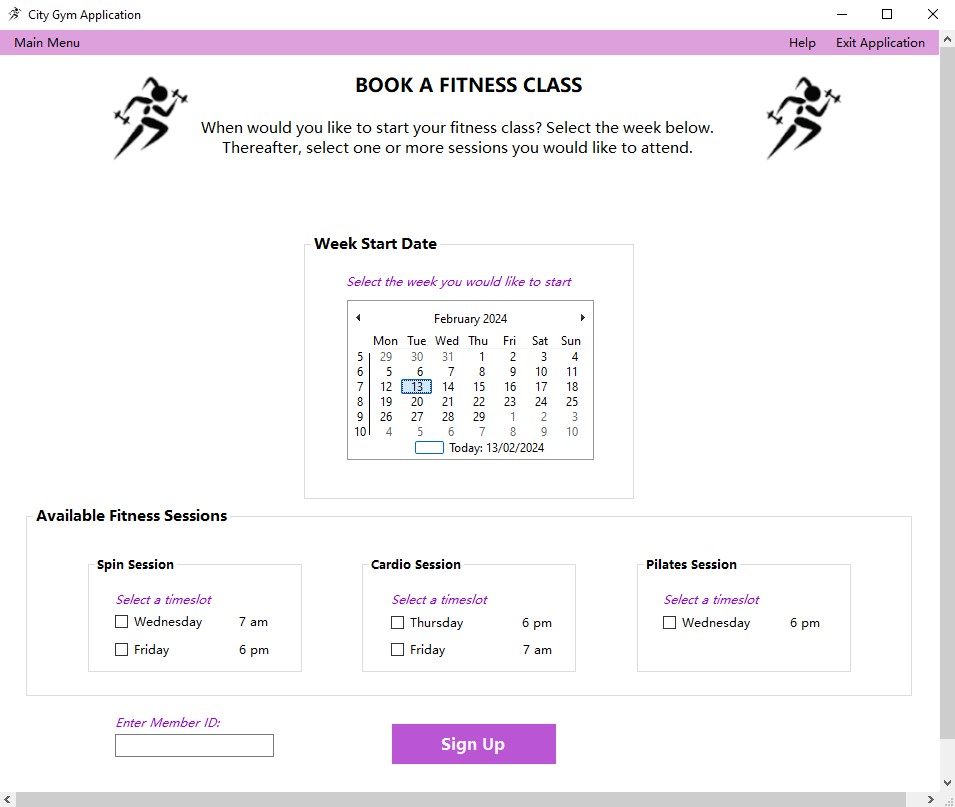 City Gym Application
Main Menu Help Exit Application
BOOK A FITNESS CLASS
When would you like to start your fitness class? Select the week below.
Thereafter, select one or more sessions you would like to attend.
Week Start Date
Select the week you would like to start
February 2024
Mon Tue Wed Thu Fri Sat Sun
5 29 30 31 1 2 3 4
6 5 6 7 8 9 10 11
7 12 13 14 15 16 17 18
8 19 20 21 22 23 24 25
9 26 27 28 29 1 2 3
10 4 5 6 7 8 9 10
Today: 13/02/2024
Available Fitness Sessions
Spin Session
Select a timeslot
Wednesday 7 am
Friday 6 pm
Cardio Session
Select a timeslot
Thursday 6 pm
Friday 7 am
Pilates Session
Select a timeslot
Wednesday 6 pm
Enter Member ID:
Sign Up